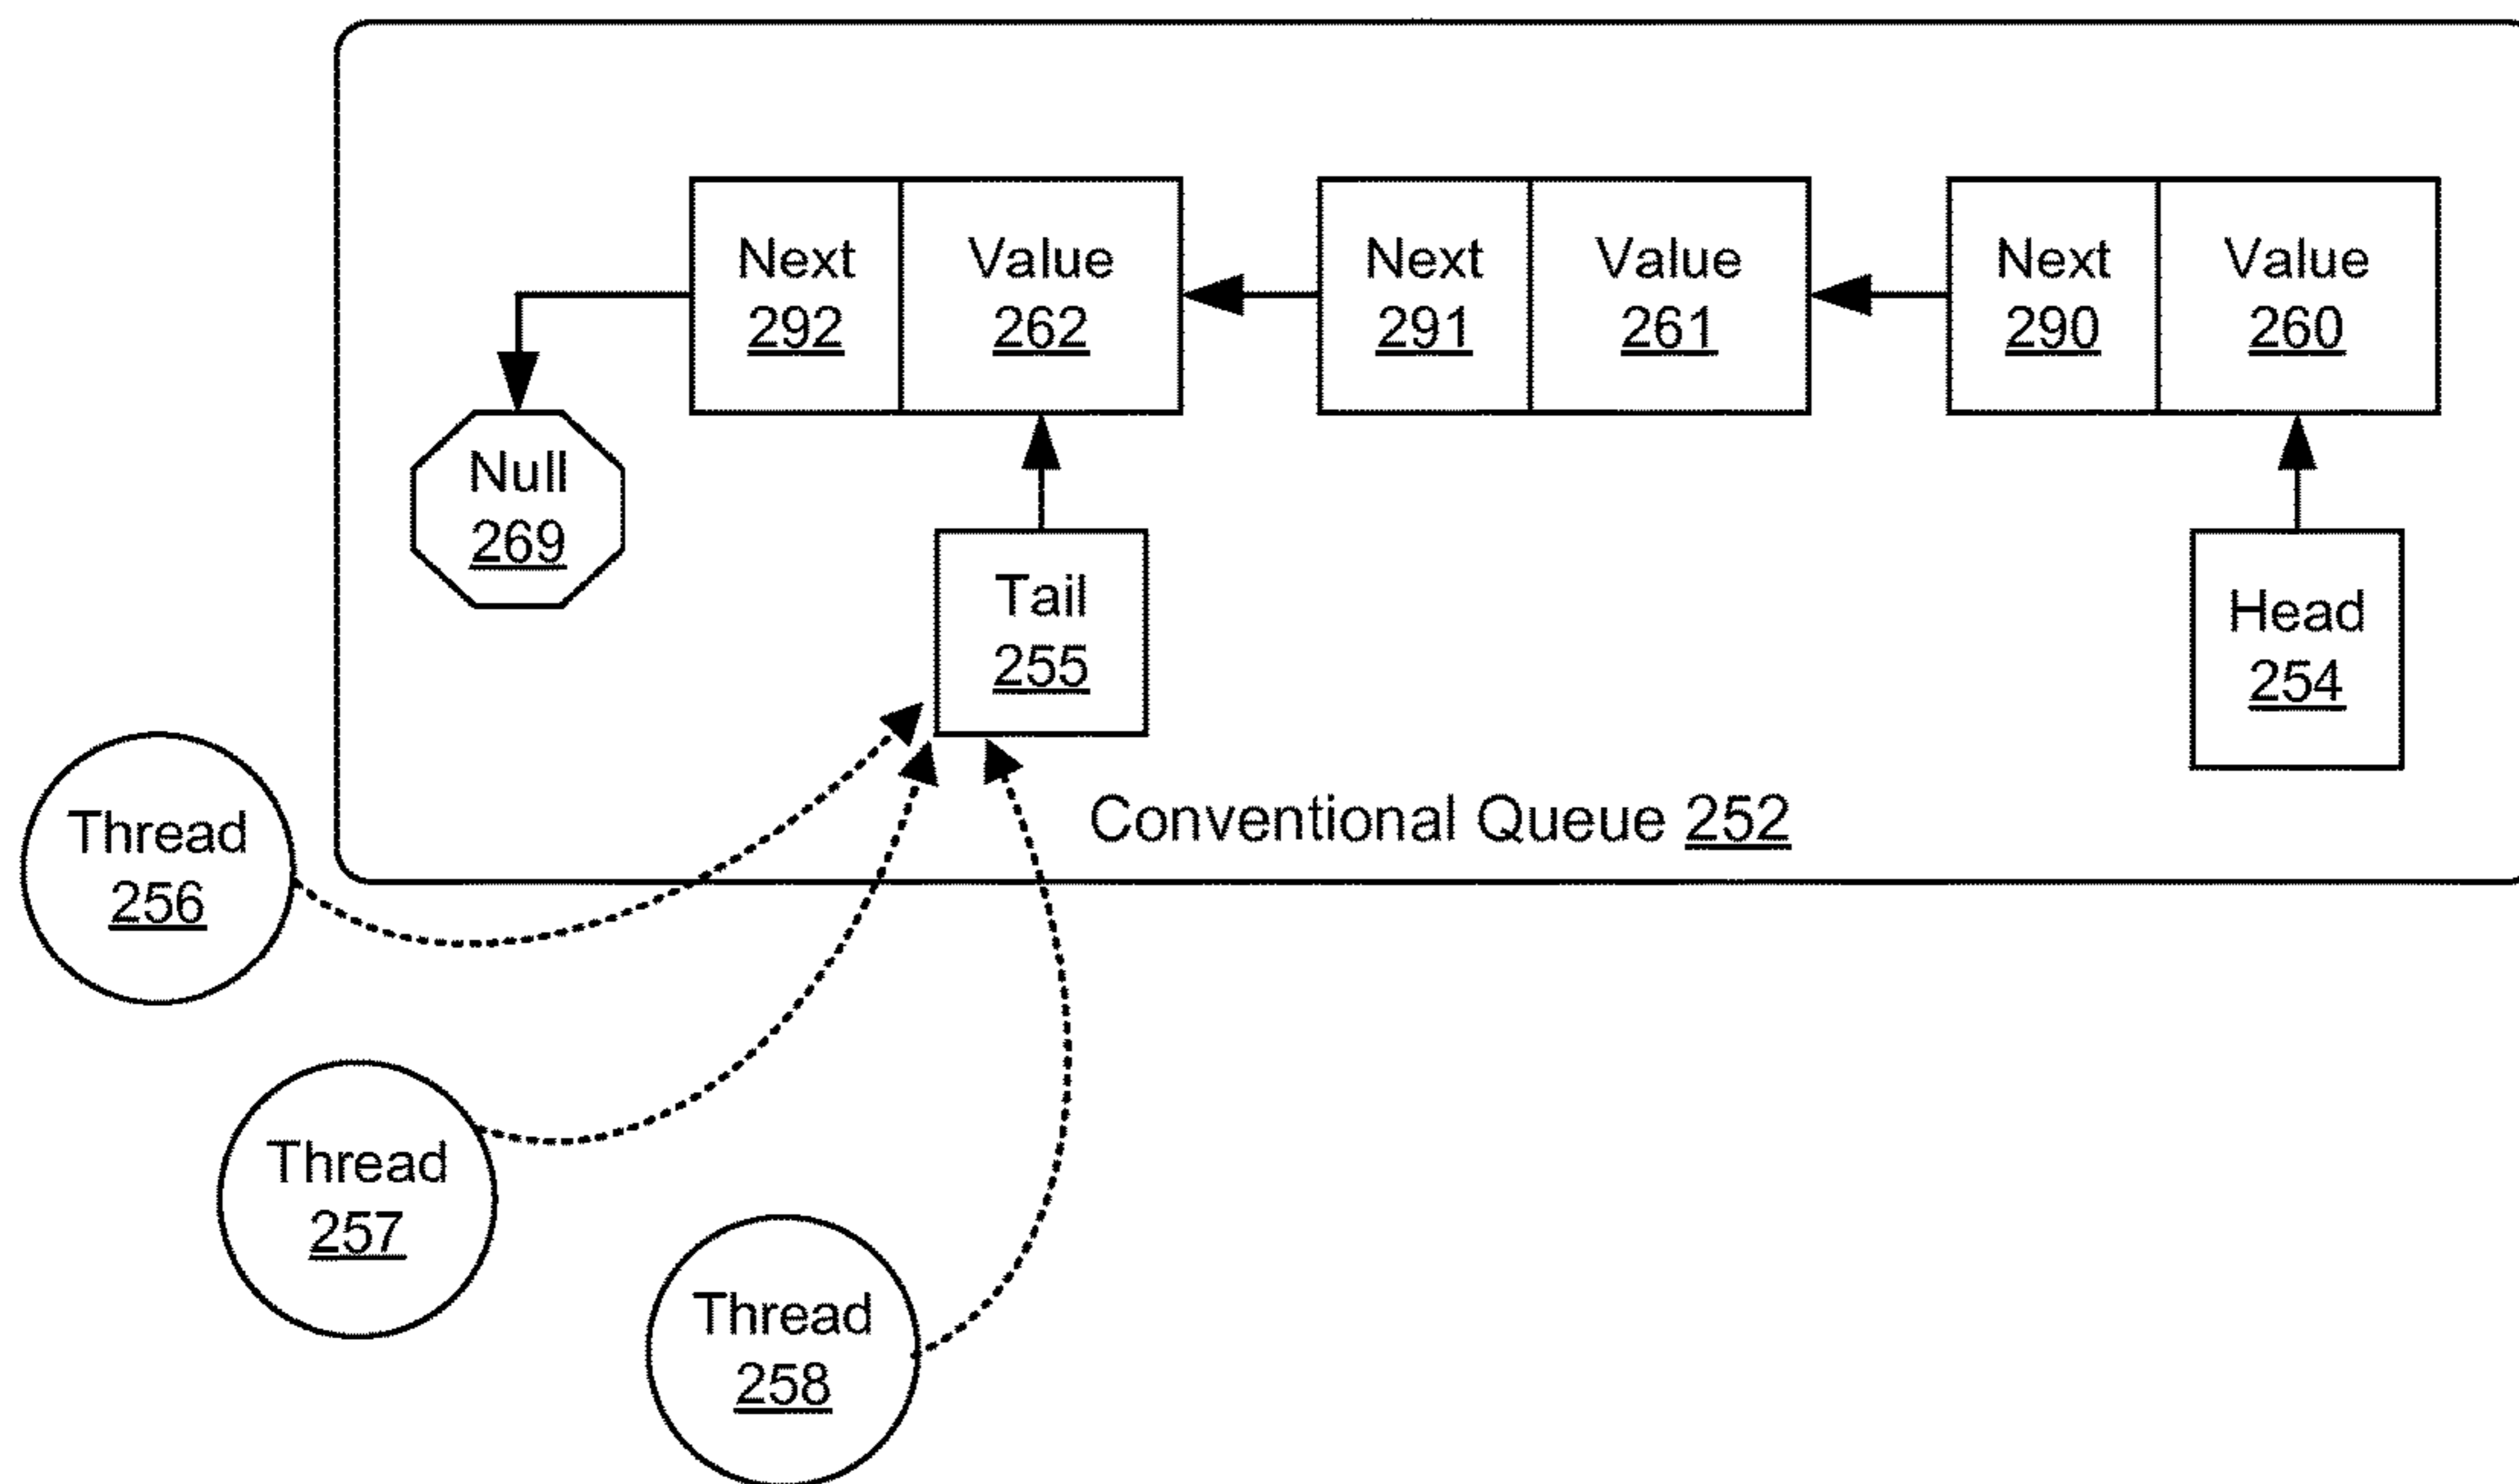 Next Value Next Value Next Value
292 262 291 261 290 260
Null
269
Tail
255
Head
254
Conventional Queue 252
Thread
256
Thread
257
Thread
258